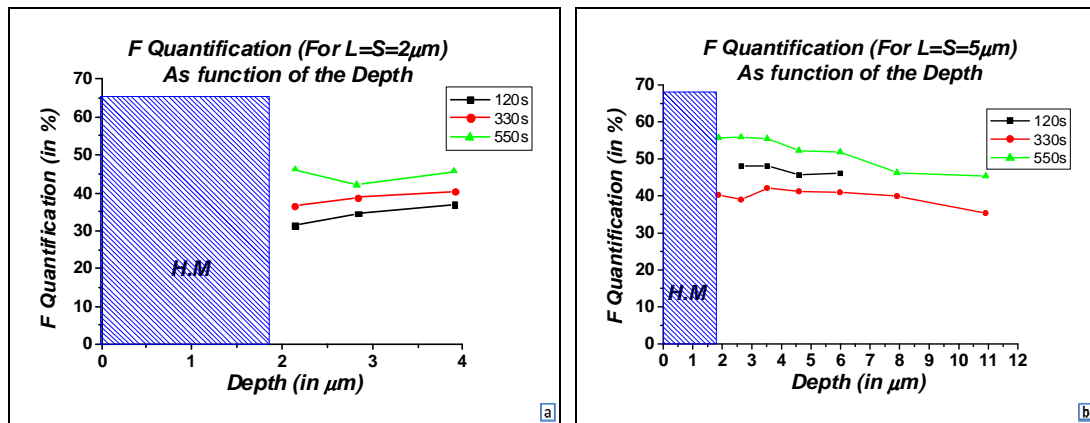 F Quantification (For L=S=2μm)
As function of the Depth
F Quantification (in %)
70
60
50
40
30
20
10
0
120s
330s
550s
H.M
0 1 2 3 4
Depth (in μm)
a
F Quantification (For L=S=5μm)
As function of the Depth
F Quantification (in %)
70
60
50
40
30
20
10
0
120s
330s
550s
H.M
0 1 2 3 4 5 6 7 8 9 10 11 12
Depth (in μm)
b